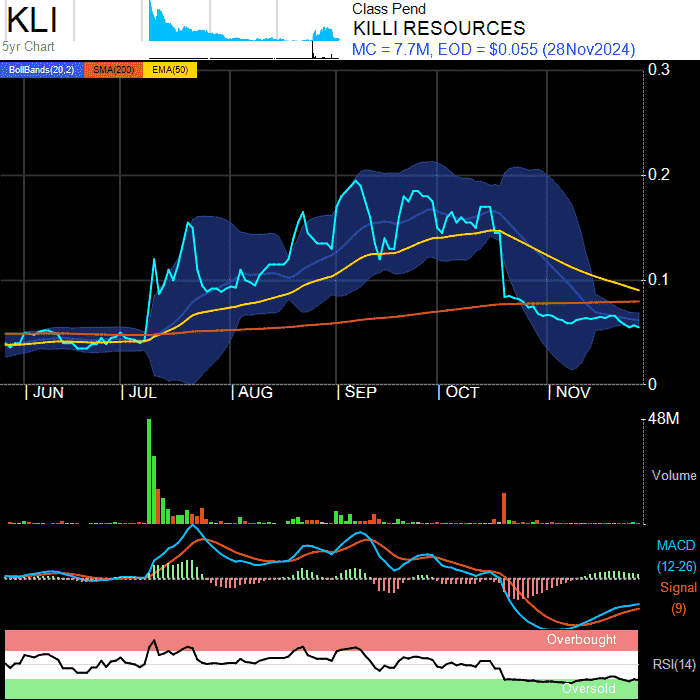 KLI
5yr Chart
Class Pend
KILLI RESOURCES
MC = 7.7M, EOD = $0.055 (28Nov2024)
BollBands(20,2) SMA(200) EMA(50)
0.3
0.2
0.1
0
JUN JUL AUG SEP OCT NOV
48M
Volume
MACD
(12-26)
Signal
(9)
Overbought
RSI(14)
Oversold